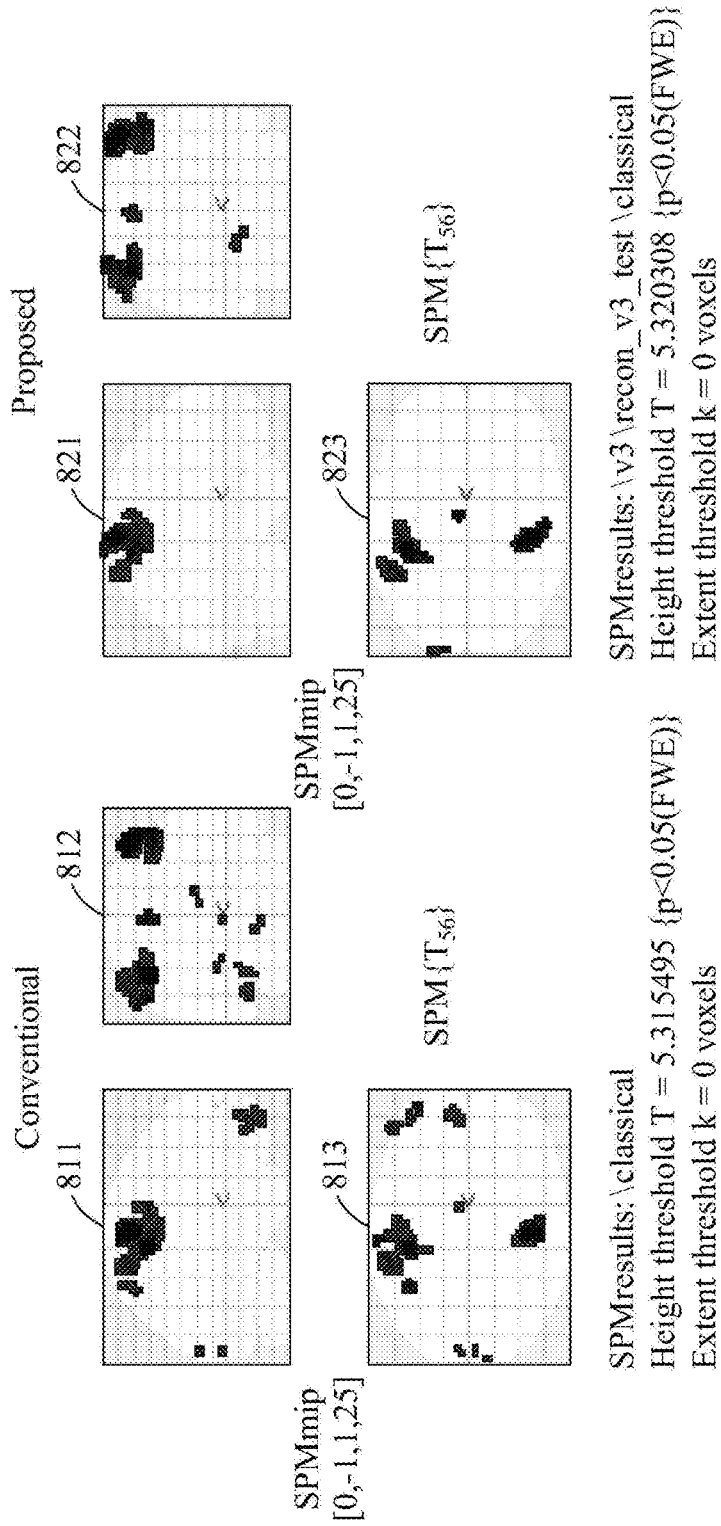 Conventional
811
812
SPMmip
[0,-1,1,25]
813
SPM{T56}
SPMresults: \classical
Height threshold T = 5.315495 {p<0.05(FWE)}
Extent threshold k = 0 voxels
Proposed
821
822
SPMmip
[0,-1,1,25]
823
SPM{T56}
SPMresults: \v3\recon_v3_test\classical
Height threshold T = 5.320308 {p<0.05(FWE)}
Extent threshold k = 0 voxels